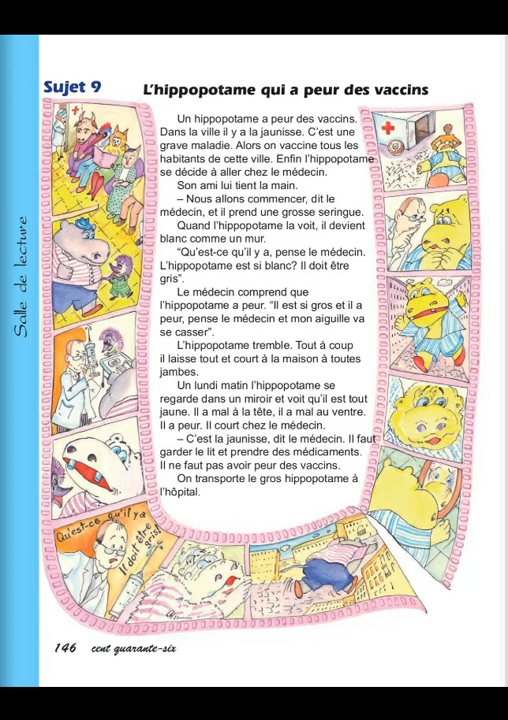 Salle de lecture
Sujet 9
L'hippopotame qui a peur des vaccins
Un hippopotame a peur des vaccins.
Dans la ville il y a la jaunisse. C'est une
grave maladie. Alors on vaccine tous les
habitants de cette ville. Enfin l'hippopotame
se décide à aller chez le médecin.
Son ami lui tient la main.
– Nous allons commencer, dit le
médecin, et il prend une grosse seringue.
Quand l'hippopotame la voit, il devient
blanc comme un mur.
"Qu'est-ce qu'il y a, pense le médecin.
L'hippopotame est si blanc? Il doit être
gris".
Le médecin comprend que
l'hippopotame a peur. "Il est si gros et il a
peur, pense le médecin et mon aiguille va
se casser".
L'hippopotame tremble. Tout à coup
il laisse tout et court à la maison à toutes
jambes.
Un lundi matin l'hippopotame se
regarde dans un miroir et voit qu'il est tout
jaune. Il a mal à la tête, il a mal au ventre.
Il a peur. Il court chez le médecin.
– C'est la jaunisse, dit le médecin. Il faut
garder le lit et prendre des médicaments.
Il ne faut pas avoir peur des vaccins.
On transporte le gros hippopotame à
l'hôpital.
Qu'est-ce qu'il y a
Il doit être
gris!
146 cent quarante-six